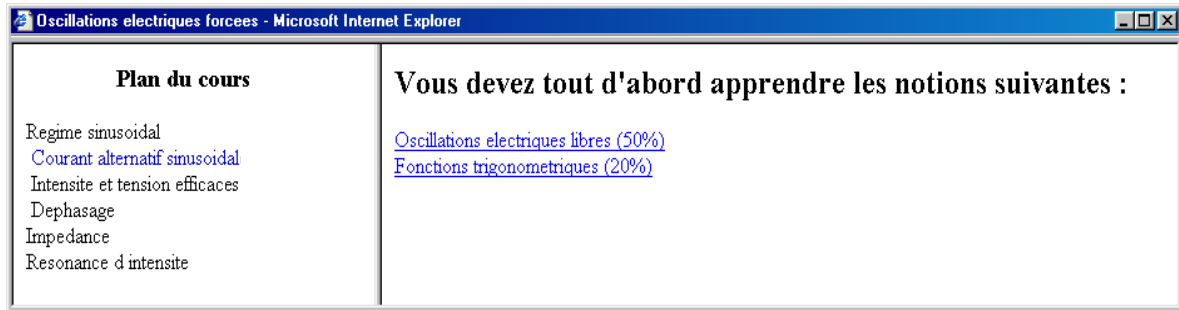 Oscillations electriques forcees - Microsoft Internet Explorer
Plan du cours
Regime sinusoidal
Courant alternatif sinusoidal
Intensite et tension efficaces
Dephasage
Impedance
Resonance d intensite
Vous devez tout d'abord apprendre les notions suivantes :
Oscillations electriques libres (50%)
Fonctions trigonometriques (20%)